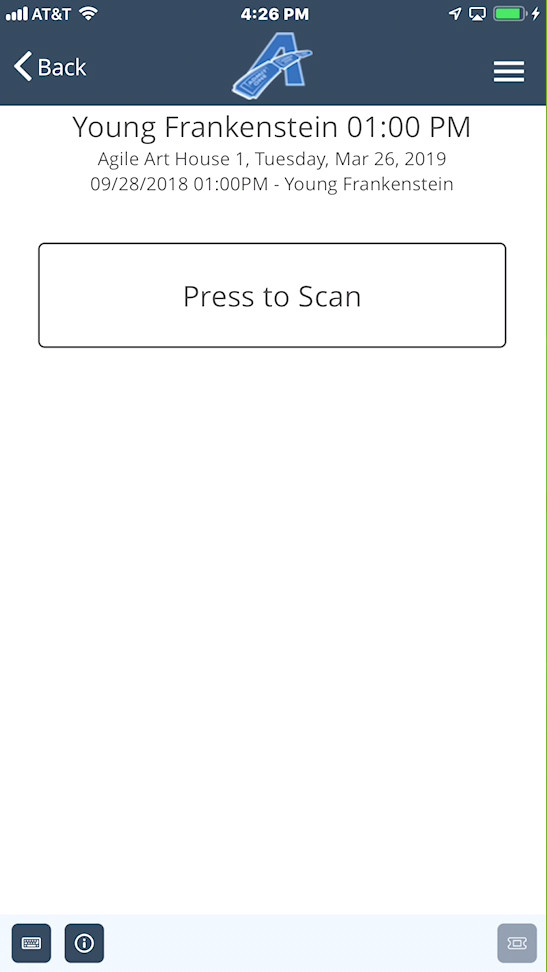 AT&T
4:26 PM
Back
Young Frankenstein 01:00 PM
Agile Art House 1, Tuesday, Mar 26, 2019
09/28/2018 01:00PM - Young Frankenstein
Press to Scan